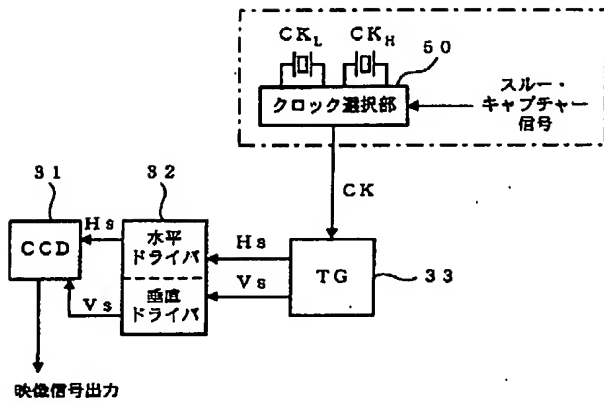 CKL
CKH
50
クロック選択部
スルー・
キャプチャー
信号
CK
31
32
CCD
Hs
水平
ドライバ
Hs
TG
33
Vs
垂直
ドライバ
Vs
映像信号出力